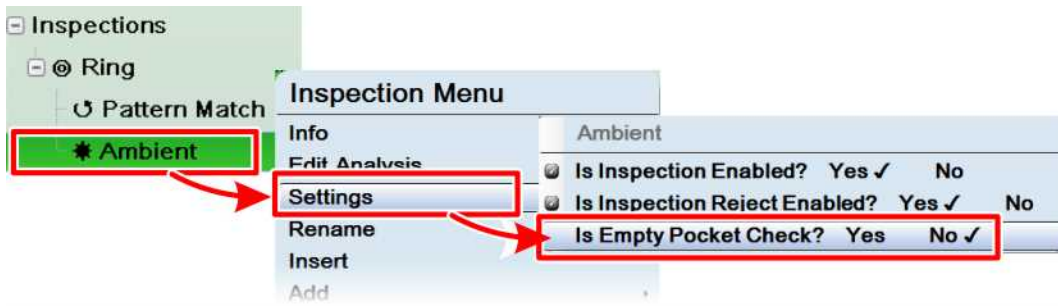 Inspections
Ring
Pattern Match
Ambient
Inspection Menu
Info
Edit Analysis
Settings
Rename
Insert
Add
Ambient
Is Inspection Enabled? Yes ✓ No
Is Inspection Reject Enabled? Yes ✓ No
Is Empty Pocket Check? Yes No ✓